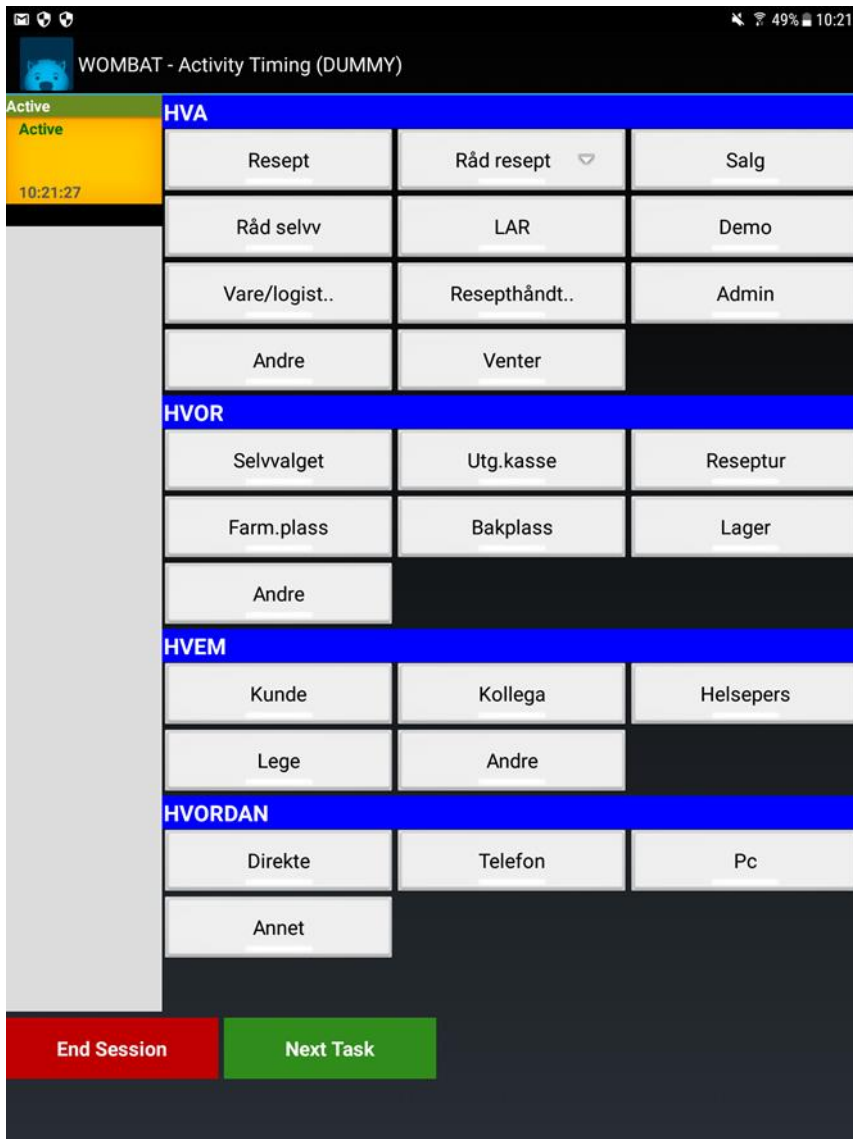 49% 10:21
WOMBAT - Activity Timing (DUMMY)
Active
Active
10:21:27
HVA
Resept Råd resept Salg
Råd selvv LAR Demo
Vare/logist.. Resepthåndt.. Admin
Andre Venter
HVOR
Selvvalget Utg.kasse Reseptur
Farm.plass Bakplass Lager
Andre
HVEM
Kunde Kollega Helsepers
Lege Andre
HVORDAN
Direkte Telefon Pc
Annet
End Session Next Task